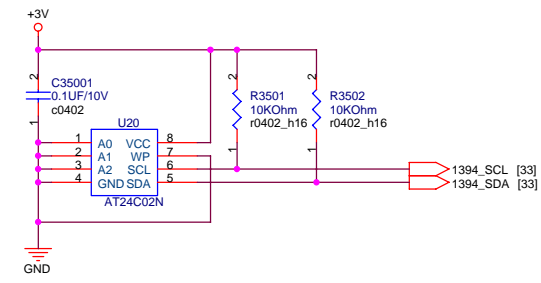 +3V
2
C35001
0.1UF/10V
c0402
1
2
R3501
10KOhm
r0402_h16
1
2
R3502
10KOhm
r0402_h16
1
U20
1 A0 VCC 8
2 A1 WP 7
3 A2 SCL 6
4 GND SDA 5
AT24C02N
1394_SCL [33]
1394_SDA [33]
GND